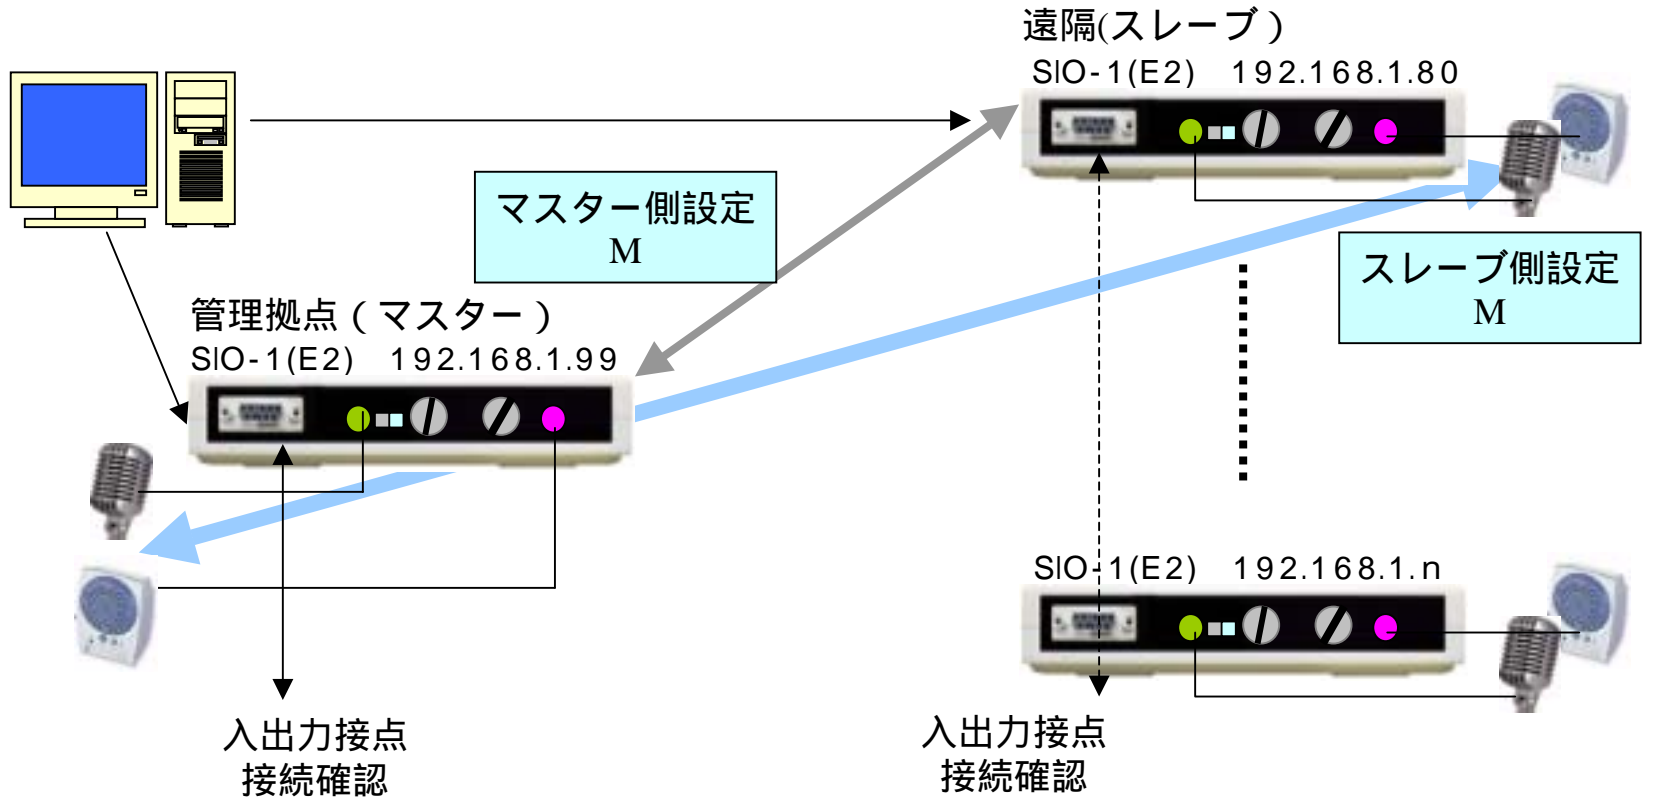 遠隔(スレーブ）
SIO-1(E2) 192.168.1.80
マスター側設定
M
スレーブ側設定
M
管理拠点（マスター）
SIO-1(E2) 192.168.1.99
SIO-1(E2) 192.168.1.n
入出力接点
接続確認
入出力接点
接続確認